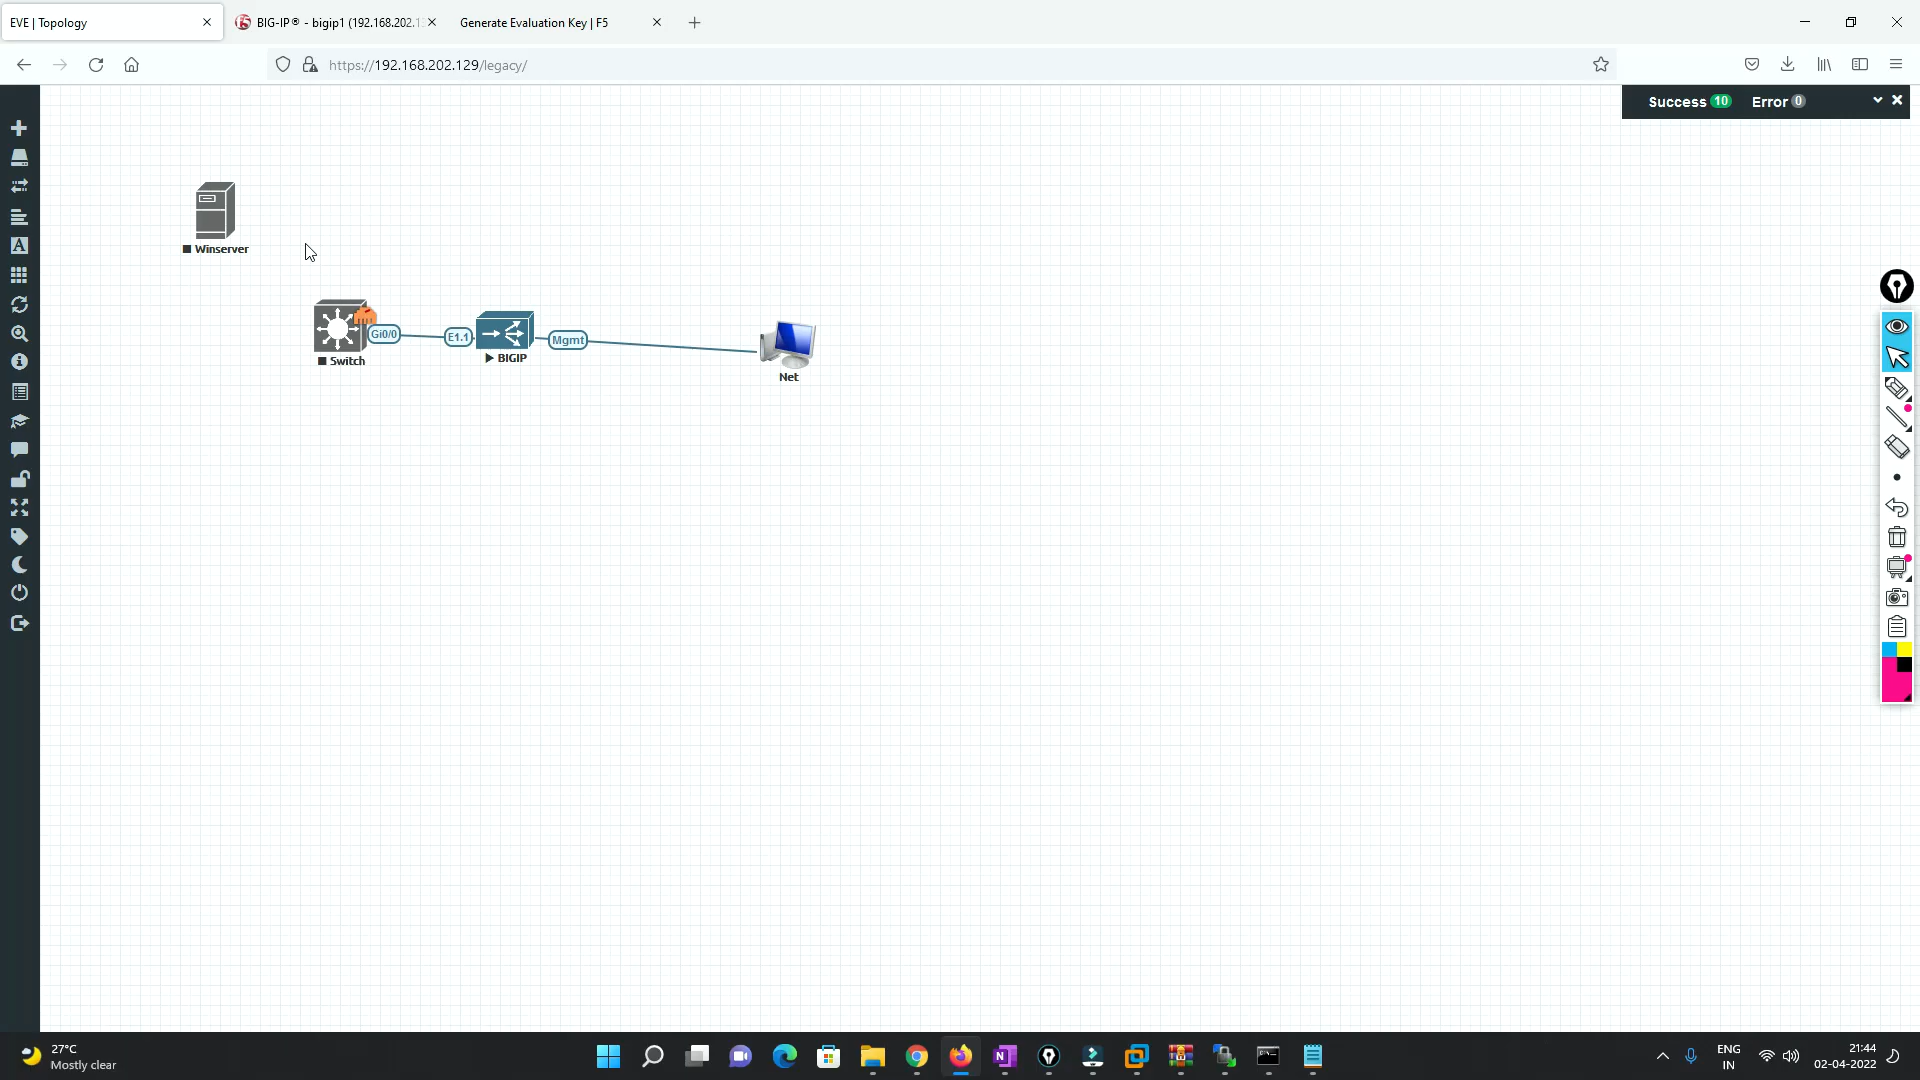 EVE | Topology
BIG-IP® - bigip1 (192.168.202.13
Generate Evaluation Key | F5
https://192.168.202.129/legacy/
Success 10 Error 0
Winserver
Gi0/0
E1.1
Mgmt
Switch
BIGIP
Net
A
27°C
Mostly clear
ENG
IN
21:44
02-04-2022